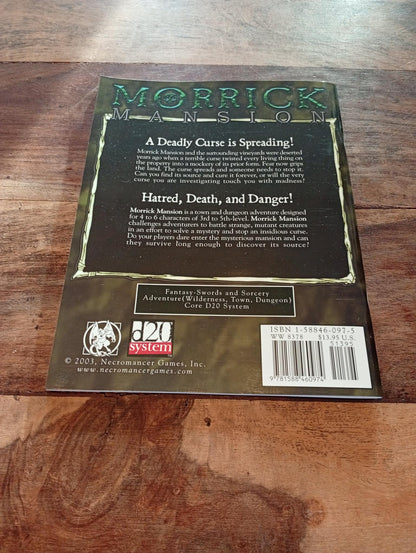 MORRICK
MANSION
A Deadly Curse is Spreading!
Morrick Mansion and the surrounding vineyards were deserted
years ago when a terrible curse twisted every living thing on
the property into a mockery of its prior form. Fear now grips
the land. The curse spreads and someone needs to stop it.
Can you find its source and cure it forever, or will the very
curse you are investigating touch you with madness?
Hatred, Death, and Danger!
Morrick Mansion is a town and dungeon adventure designed
for 4 to 6 characters of 3rd to 5th-level. Morrick Mansion
challenges adventurers to battle strange, mutant creatures
in an effort to solve a mystery and stop an insidious curse.
Do your players dare enter the mysterious mansion and can
they survive long enough to discover its source?
Fantasy-Swords and Sorcery
Adventure(Wilderness, Town, Dungeon)
Core D20 System
d20
system
© 2003, Necromancer Games, Inc.
www.necromancergames.com
ISBN 1-58846-097-5
WW 8378 $13.95 U.S.
51395
9 781588 460974